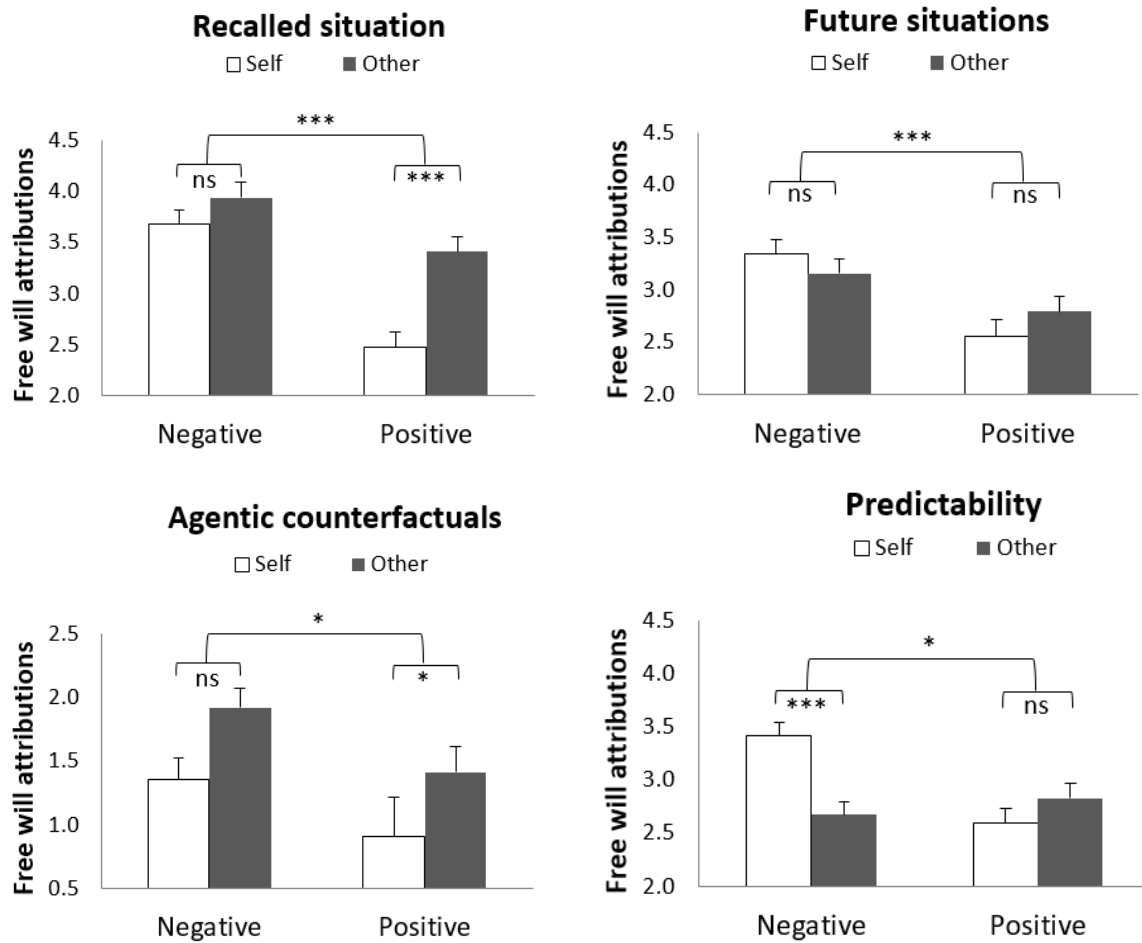 Recalled situation
Self Other
Free will attributions
4.5
4.0
3.5
3.0
2.5
2.0
***
ns
***
Negative Positive
Future situations
Self Other
Free will attributions
4.5
4.0
3.5
3.0
2.5
2.0
***
ns
ns
Negative Positive
Agentic counterfactuals
Self Other
Free will attributions
2.5
2.0
1.5
1.0
0.5
*
ns
*
Negative Positive
Predictability
Self Other
Free will attributions
4.5
4.0
3.5
3.0
2.5
2.0
*
***
ns
Negative Positive